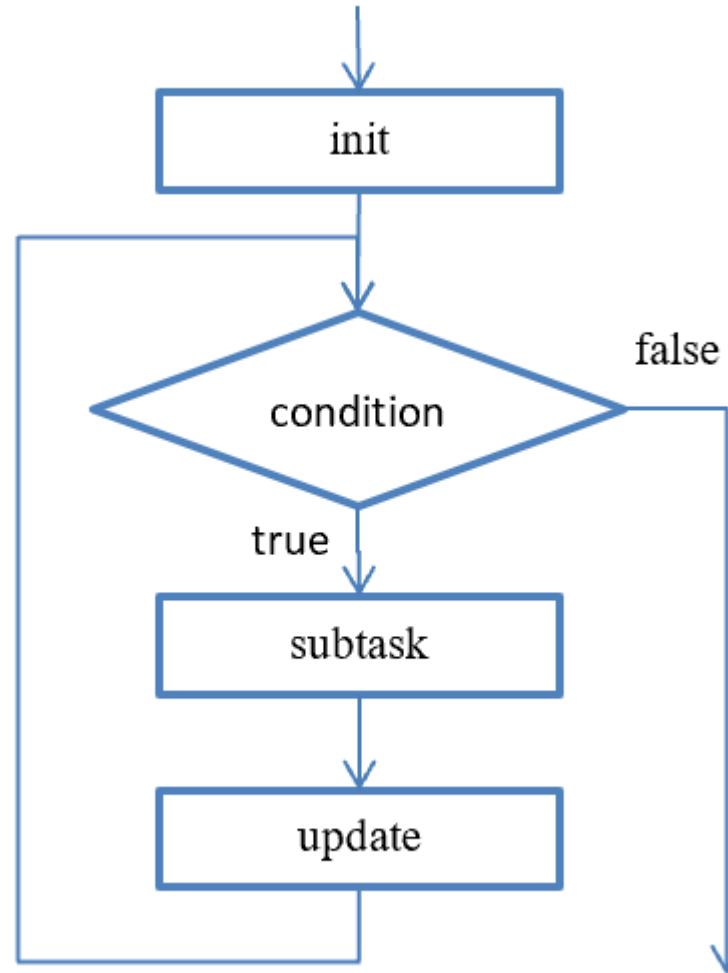 init
false
condition
true
subtask
update